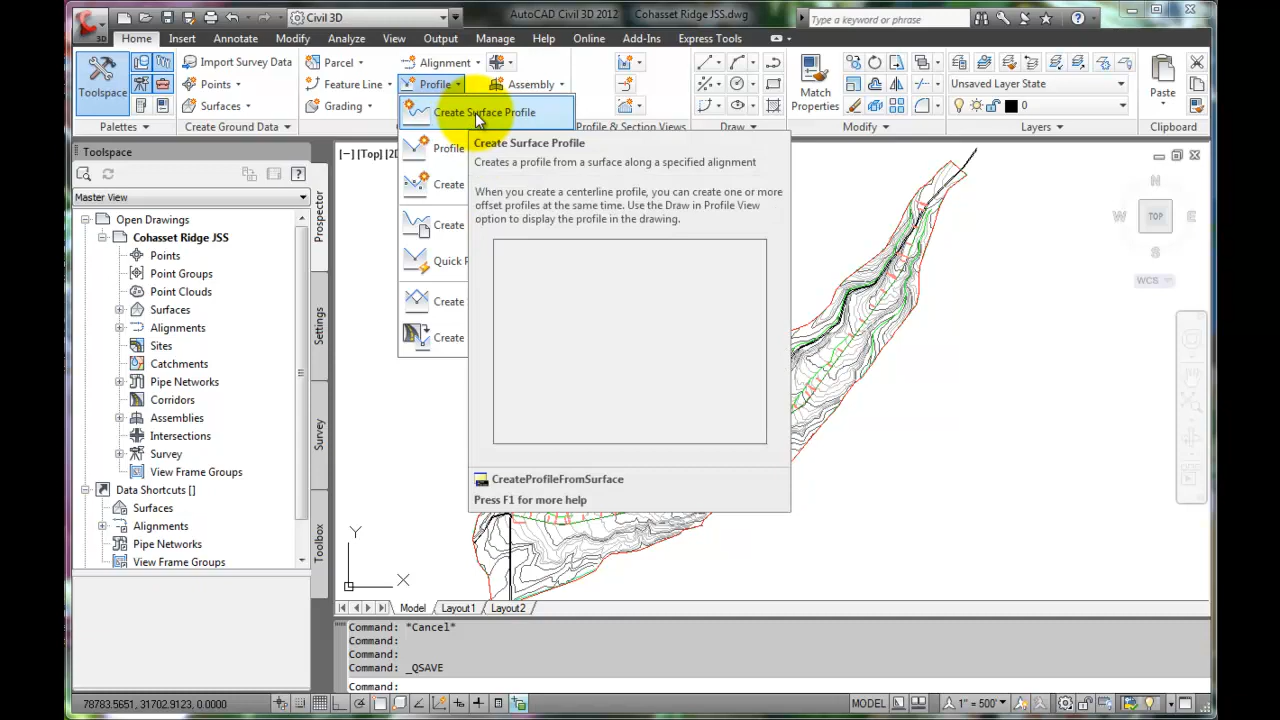 Civil 3D
AutoCAD Civil 3D 2012 Cohasset Ridge JSS.dwg
Type a keyword or phrase
Home Insert Annotate Modify Analyze View Output Manage Help Online Add-Ins Express Tools
Toolspace
Import Survey Data
Points
Surfaces
Parcel
Feature Line
Grading
Alignment
Profile
Assembly
Match
Properties
Unsaved Layer State
0
Paste
Palettes
Create Ground Data
Profile & Section Views
Draw
Modify
Layers
Clipboard
Create Surface Profile
Profile
Create
Create
Quick P
Create
Create
Create Surface Profile
Creates a profile from a surface along a specified alignment
When you create a centerline profile, you can create one or more
offset profiles at the same time. Use the Draw in Profile View
option to display the profile in the drawing.
CreateProfileFromSurface
Press F1 for more help
Toolspace
Master View
Open Drawings
Cohasset Ridge JSS
Points
Point Groups
Point Clouds
Surfaces
Alignments
Sites
Catchments
Pipe Networks
Corridors
Assemblies
Intersections
Survey
View Frame Groups
Data Shortcuts []
Surfaces
Alignments
Pipe Networks
View Frame Groups
Prospector
Settings
Survey
Toolbox
[−] [Top] [2D
N
W TOP E
S
WCS
Y
X
Model Layout1 Layout2
Command: *Cancel*
Command:
Command:
Command: _QSAVE
Command:
78783.5651, 31702.9123, 0.0000
MODEL
1" = 500'